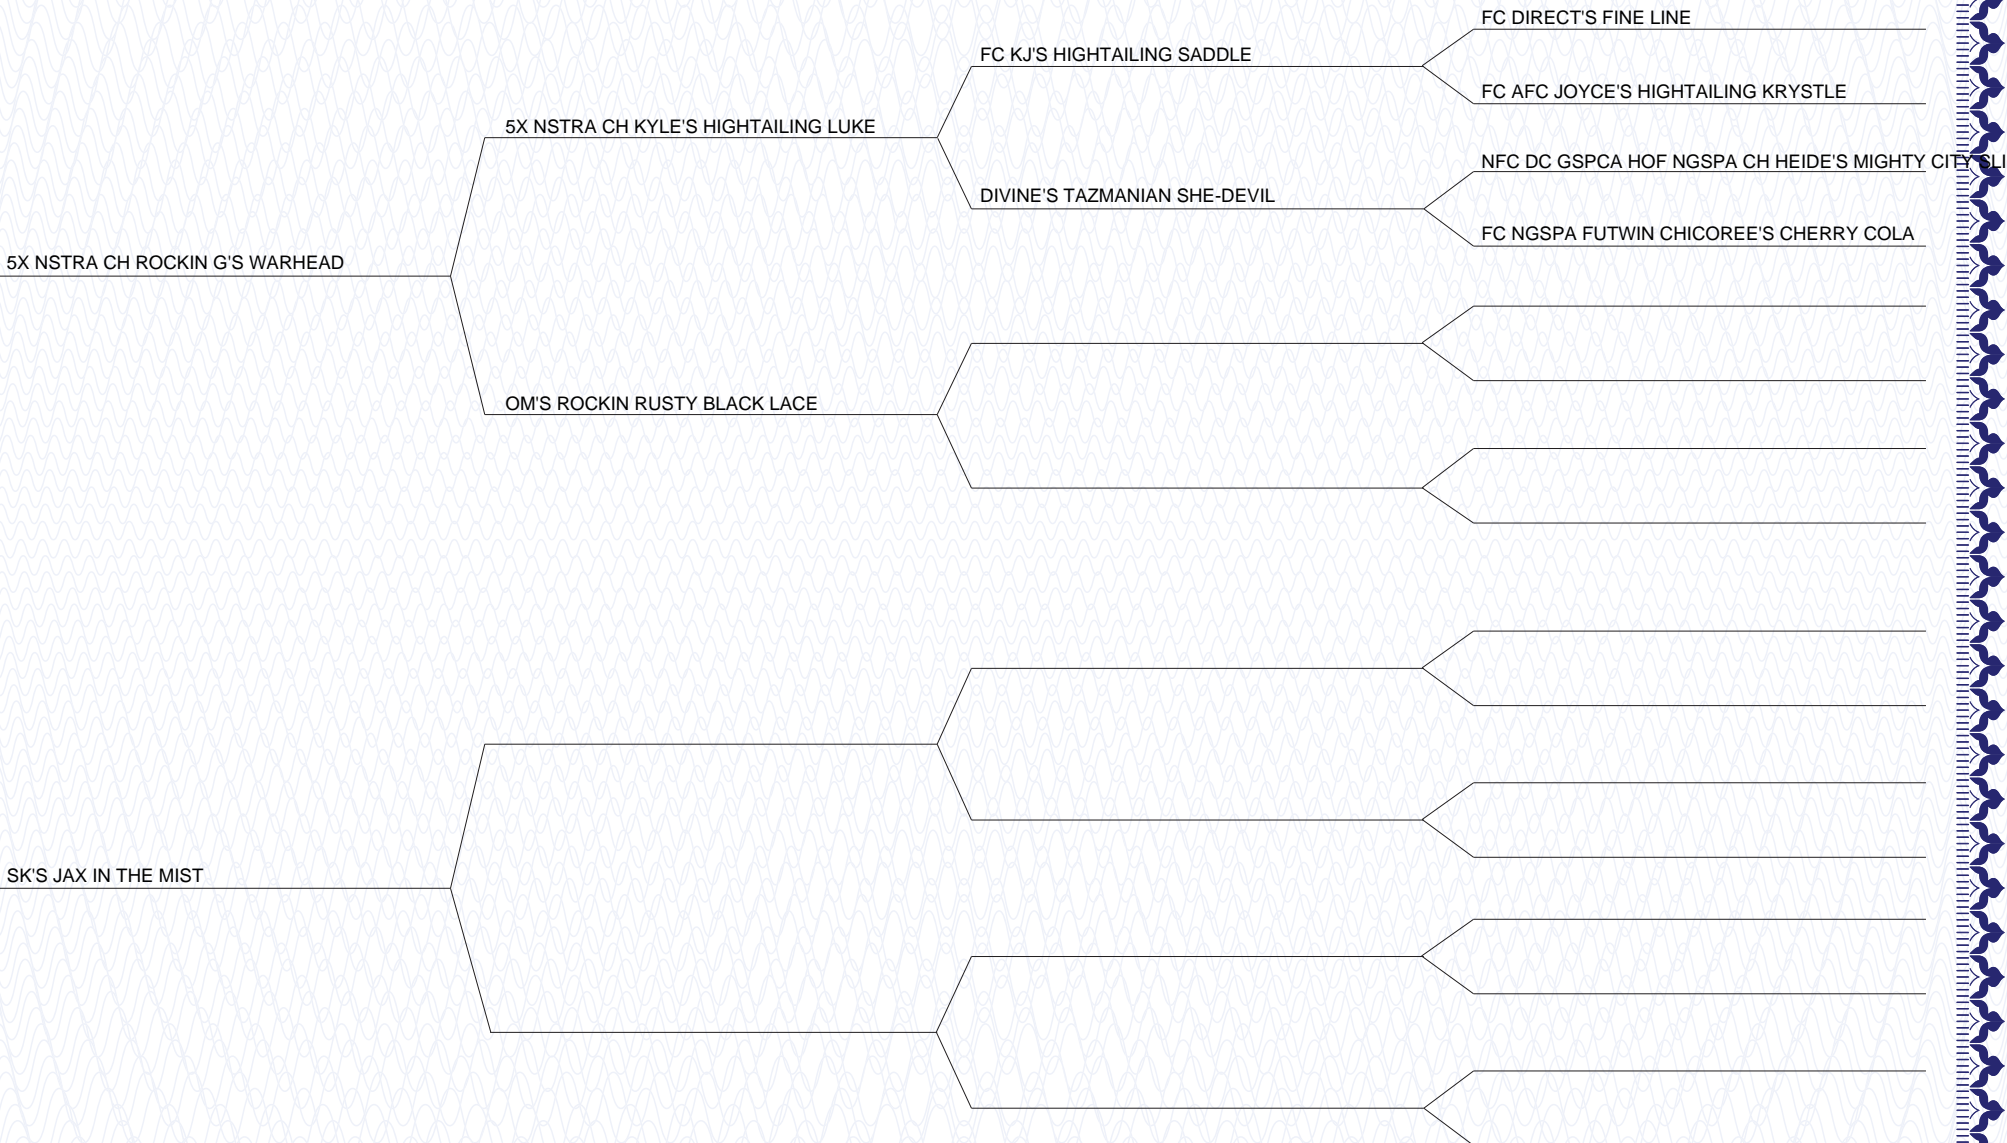 FC DIRECT'S FINE LINE
FC KJ'S HIGHTAILING SADDLE
FC AFC JOYCE'S HIGHTAILING KRYSTLE
5X NSTRA CH KYLE'S HIGHTAILING LUKE
NFC DC GSPCA HOF NGSPA CH HEIDE'S MIGHTY CITY SLI
DIVINE'S TAZMANIAN SHE-DEVIL
FC NGSPA FUTWIN CHICOREE'S CHERRY COLA
5X NSTRA CH ROCKIN G'S WARHEAD
OM'S ROCKIN RUSTY BLACK LACE
SK'S JAX IN THE MIST